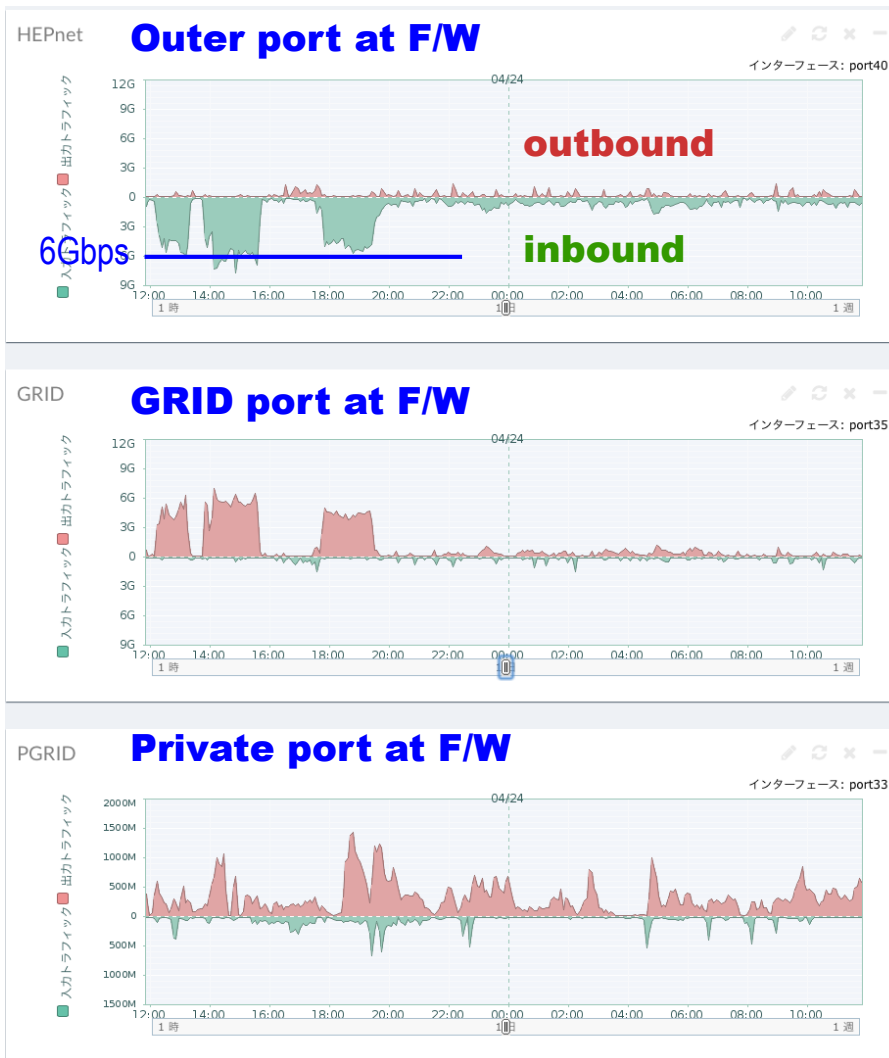 HEPnet
Outer port at F/W
インターフェース: port40
入力トラフィック 出力トラフィック
04/24
12G
9G
6G
3G
0
3G
6Gbps
9G
outbound
inbound
12:00 14:00 16:00 18:00 20:00 22:00 00:00 02:00 04:00 06:00 08:00 10:00
1 時 1日 1 週
GRID
GRID port at F/W
インターフェース: port35
入力トラフィック 出力トラフィック
04/24
12G
9G
6G
3G
0
3G
6G
9G
12:00 14:00 16:00 18:00 20:00 22:00 00:00 02:00 04:00 06:00 08:00 10:00
1 時 1 週
PGRID
Private port at F/W
インターフェース: port33
入力トラフィック 出力トラフィック
04/24
2000M
1500M
1000M
500M
0
500M
1000M
1500M
12:00 14:00 16:00 18:00 20:00 22:00 00:00 02:00 04:00 06:00 08:00 10:00
1 時 1日 1 週